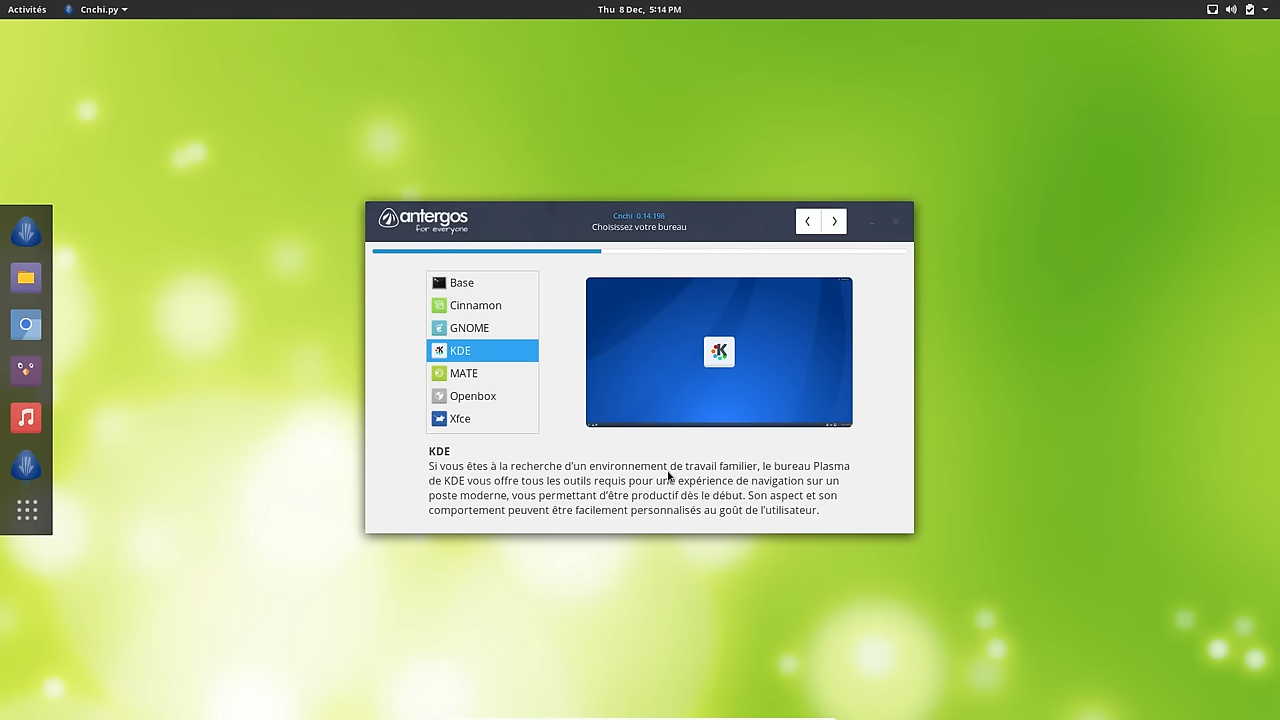 Activités
Cnchi.py
Thu 8 Dec, 5:14 PM
antergos
for everyone
Cnchi 0.14.198
Choisissez votre bureau
Base
Cinnamon
GNOME
KDE
MATE
Openbox
Xfce
KDE
Si vous êtes à la recherche d'un environnement de travail familier, le bureau Plasma
de KDE vous offre tous les outils requis pour une expérience de navigation sur un
poste moderne, vous permettant d'être productif dès le début. Son aspect et son
comportement peuvent être facilement personnalisés au goût de l'utilisateur.